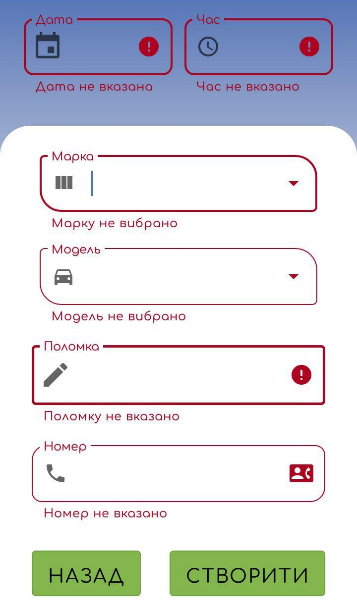 Дата Час
Дата не вказана Час не вказано
Марка
Марку не вибрано
Модель
Модель не вибрано
Поломка
Поломку не вказано
Номер
Номер не вказано
НАЗАД СТВОРИТИ